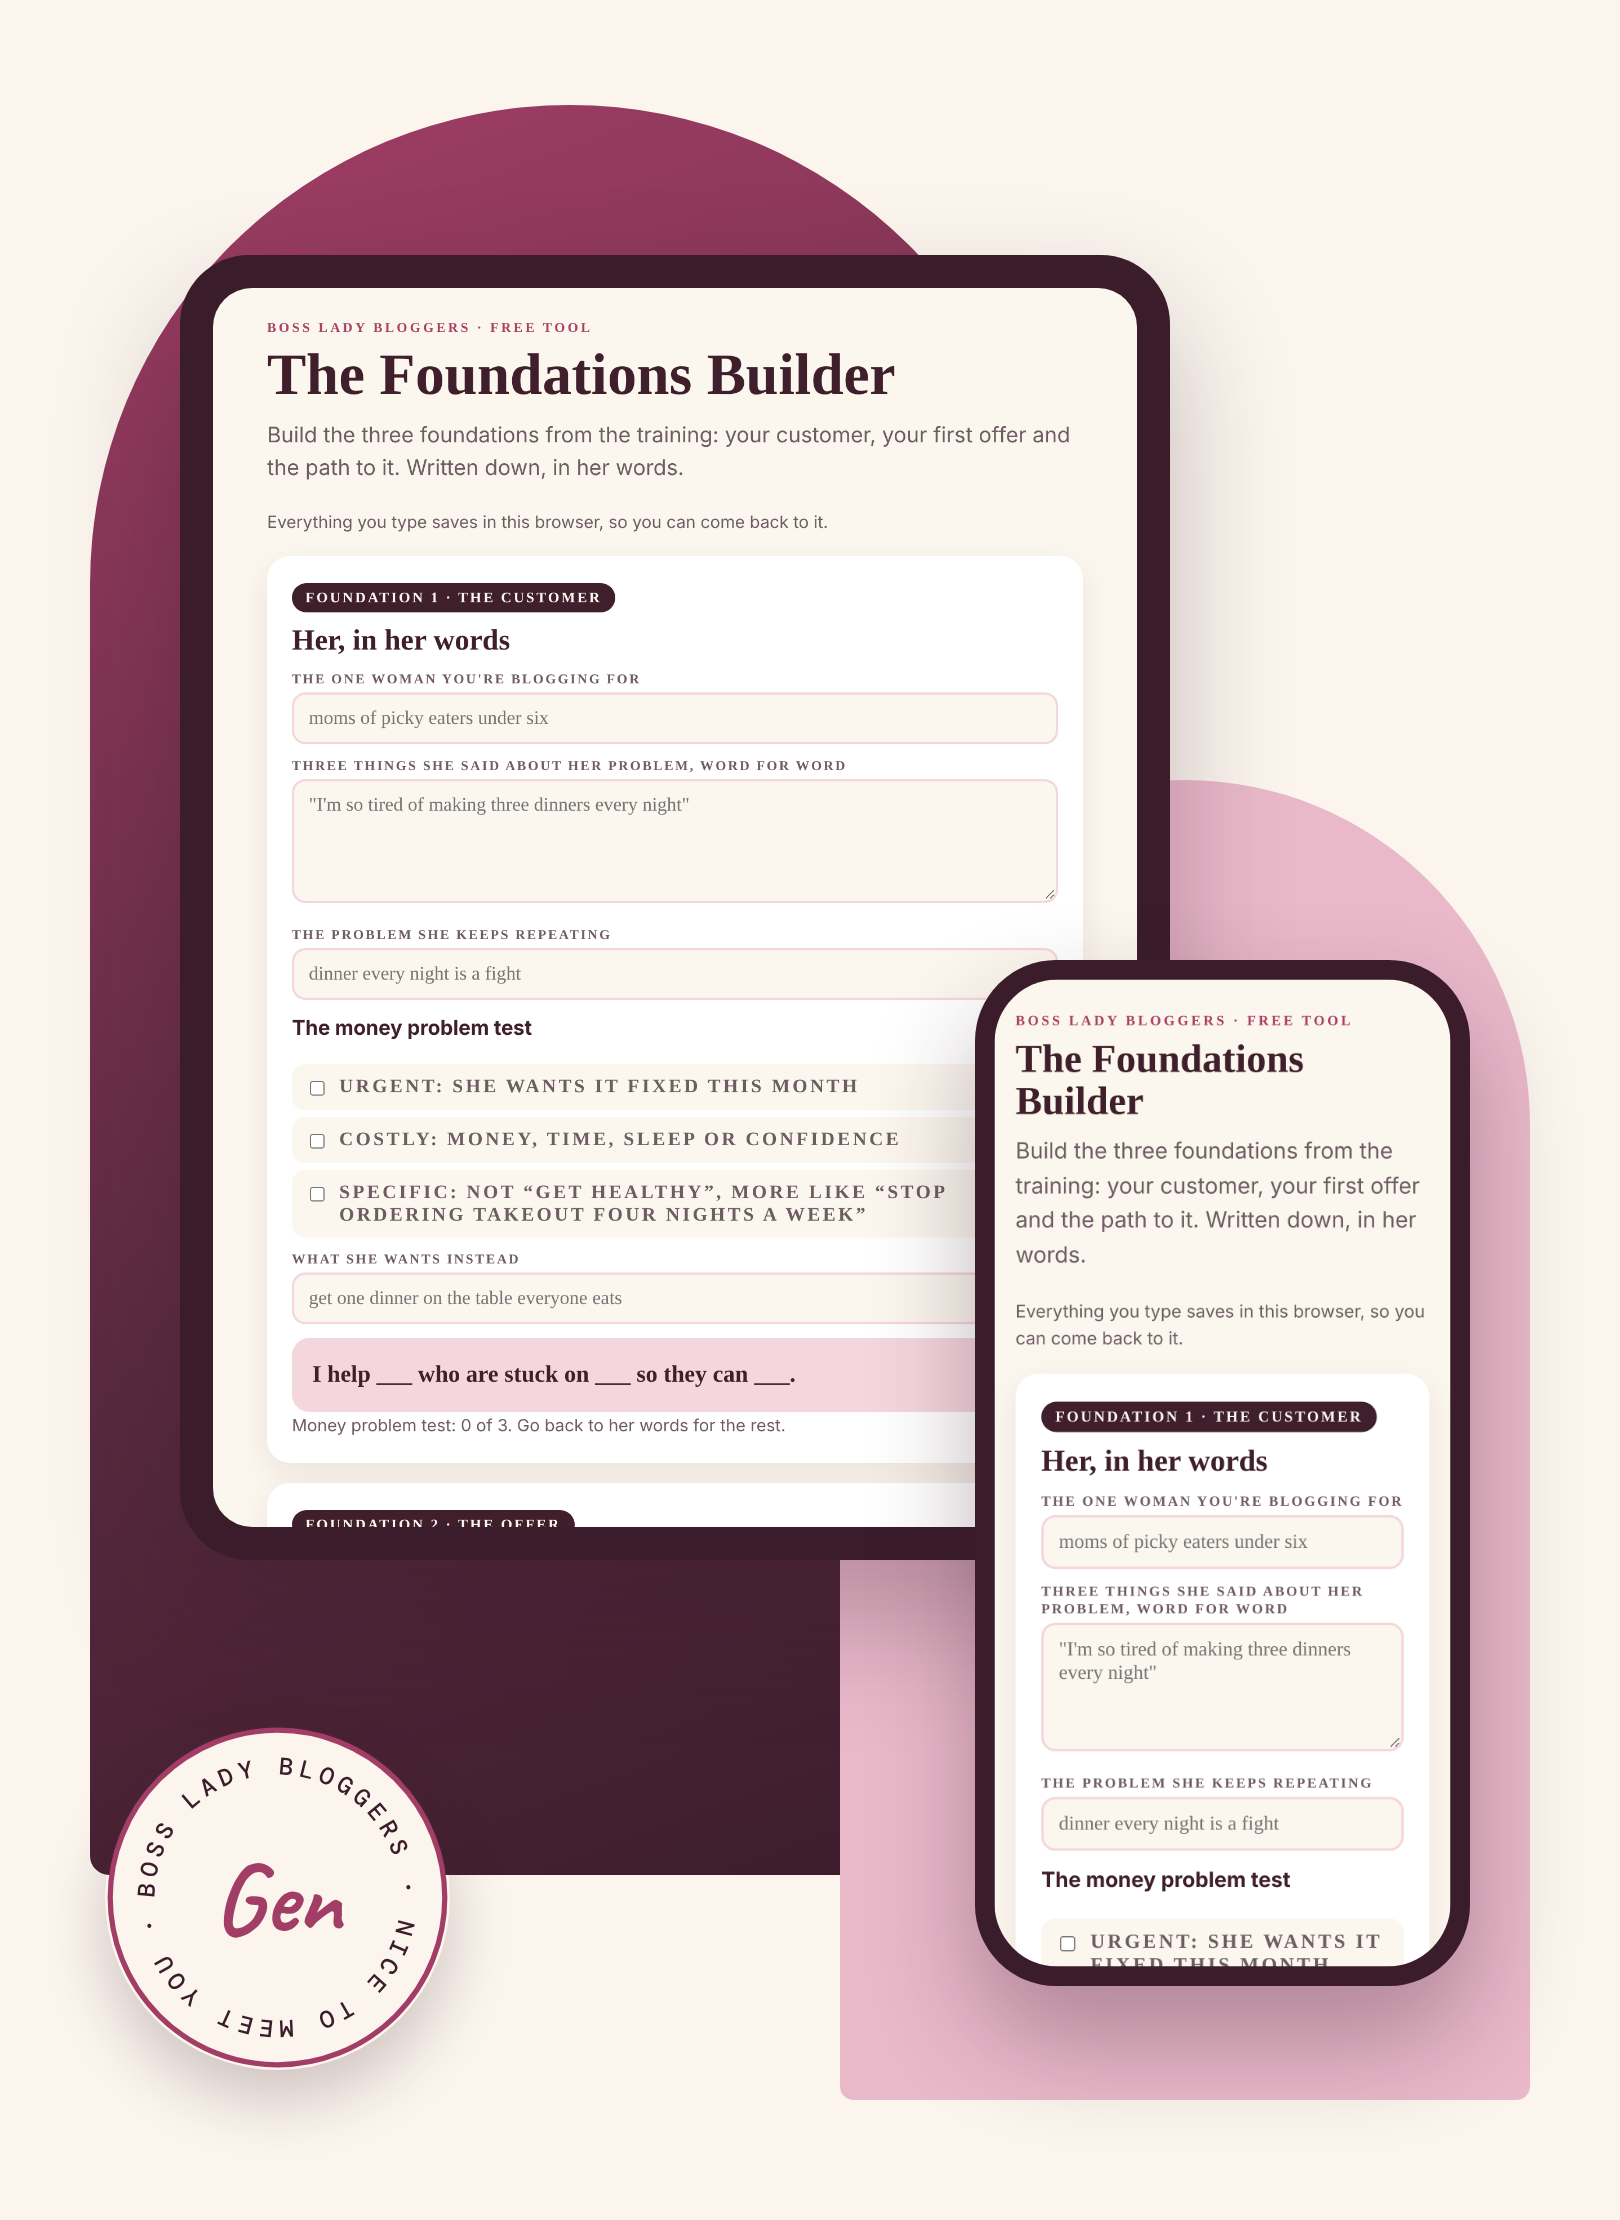 BOSS LADY BLOGGERS · FREE TOOL
The Foundations Builder
Build the three foundations from the training: your customer, your first offer and
the path to it. Written down, in her words.
Everything you type saves in this browser, so you can come back to it.
FOUNDATION 1 · THE CUSTOMER
Her, in her words
THE ONE WOMAN YOU'RE BLOGGING FOR
moms of picky eaters under six
THREE THINGS SHE SAID ABOUT HER PROBLEM, WORD FOR WORD
"I'm so tired of making three dinners every night"
THE PROBLEM SHE KEEPS REPEATING
dinner every night is a fight
The money problem test
URGENT: SHE WANTS IT FIXED THIS MONTH
COSTLY: MONEY, TIME, SLEEP OR CONFIDENCE
SPECIFIC: NOT “GET HEALTHY”, MORE LIKE “STOP
ORDERING TAKEOUT FOUR NIGHTS A WEEK”
WHAT SHE WANTS INSTEAD
get one dinner on the table everyone eats
I help ___ who are stuck on ___ so they can ___.
Money problem test: 0 of 3. Go back to her words for the rest.
FOUNDATION 2 · THE OFFER
BOSS LADY BLOGGERS · FREE TOOL
The Foundations
Builder
Build the three foundations from the
training: your customer, your first offer
and the path to it. Written down, in her
words.
Everything you type saves in this browser, so you
can come back to it.
FOUNDATION 1 · THE CUSTOMER
Her, in her words
THE ONE WOMAN YOU'RE BLOGGING FOR
moms of picky eaters under six
THREE THINGS SHE SAID ABOUT HER
PROBLEM, WORD FOR WORD
"I'm so tired of making three dinners
every night"
THE PROBLEM SHE KEEPS REPEATING
dinner every night is a fight
The money problem test
URGENT: SHE WANTS IT
FIXED THIS MONTH
BOSS LADY BLOGGERS · NICE TO MEET YOU ·
Gen